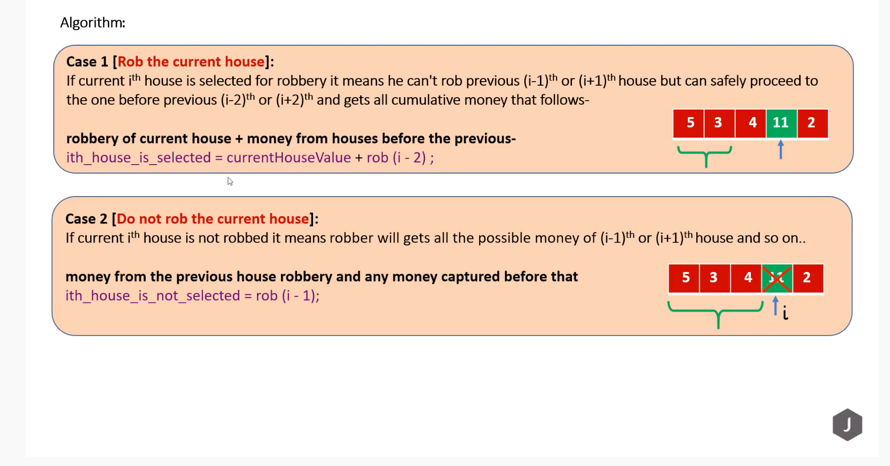 Algorithm:
Case 1 [Rob the current house]:
If current ith house is selected for robbery it means he can't rob previous (i-1)th or (i+1)th house but can safely proceed to
the one before previous (i-2)th or (i+2)th and gets all cumulative money that follows-
robbery of current house + money from houses before the previous-
ith_house_is_selected = currentHouseValue + rob (i - 2) ;
5 3 4 11 2
Case 2 [Do not rob the current house]:
If current ith house is not robbed it means robber will gets all the possible money of (i-1)th or (i+1)th house and so on..
money from the previous house robbery and any money captured before that
ith_house_is_not_selected = rob (i - 1);
5 3 4 11 2
i
J